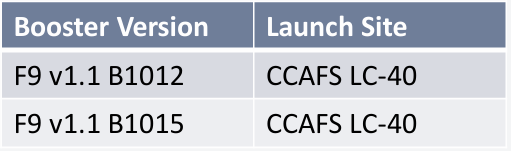 Booster Version Launch Site
F9 v1.1 B1012 CCAFS LC-40
F9 v1.1 B1015 CCAFS LC-40